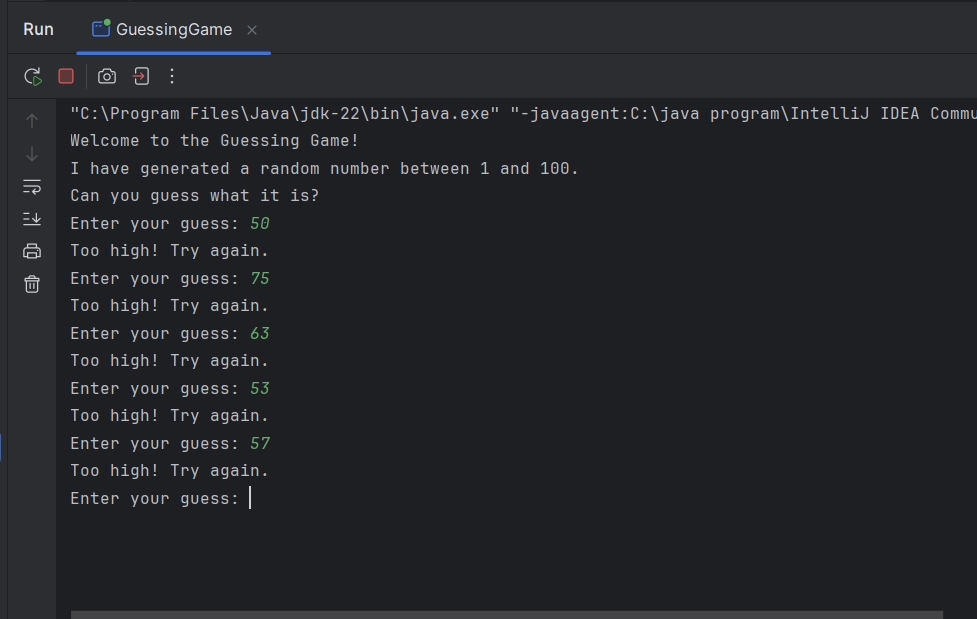 Run GuessingGame
"C:\Program Files\Java\jdk-22\bin\java.exe" "-javaagent:C:\java program\IntelliJ IDEA Commu
Welcome to the Guessing Game!
I have generated a random number between 1 and 100.
Can you guess what it is?
Enter your guess: 50
Too high! Try again.
Enter your guess: 75
Too high! Try again.
Enter your guess: 63
Too high! Try again.
Enter your guess: 53
Too high! Try again.
Enter your guess: 57
Too high! Try again.
Enter your guess: